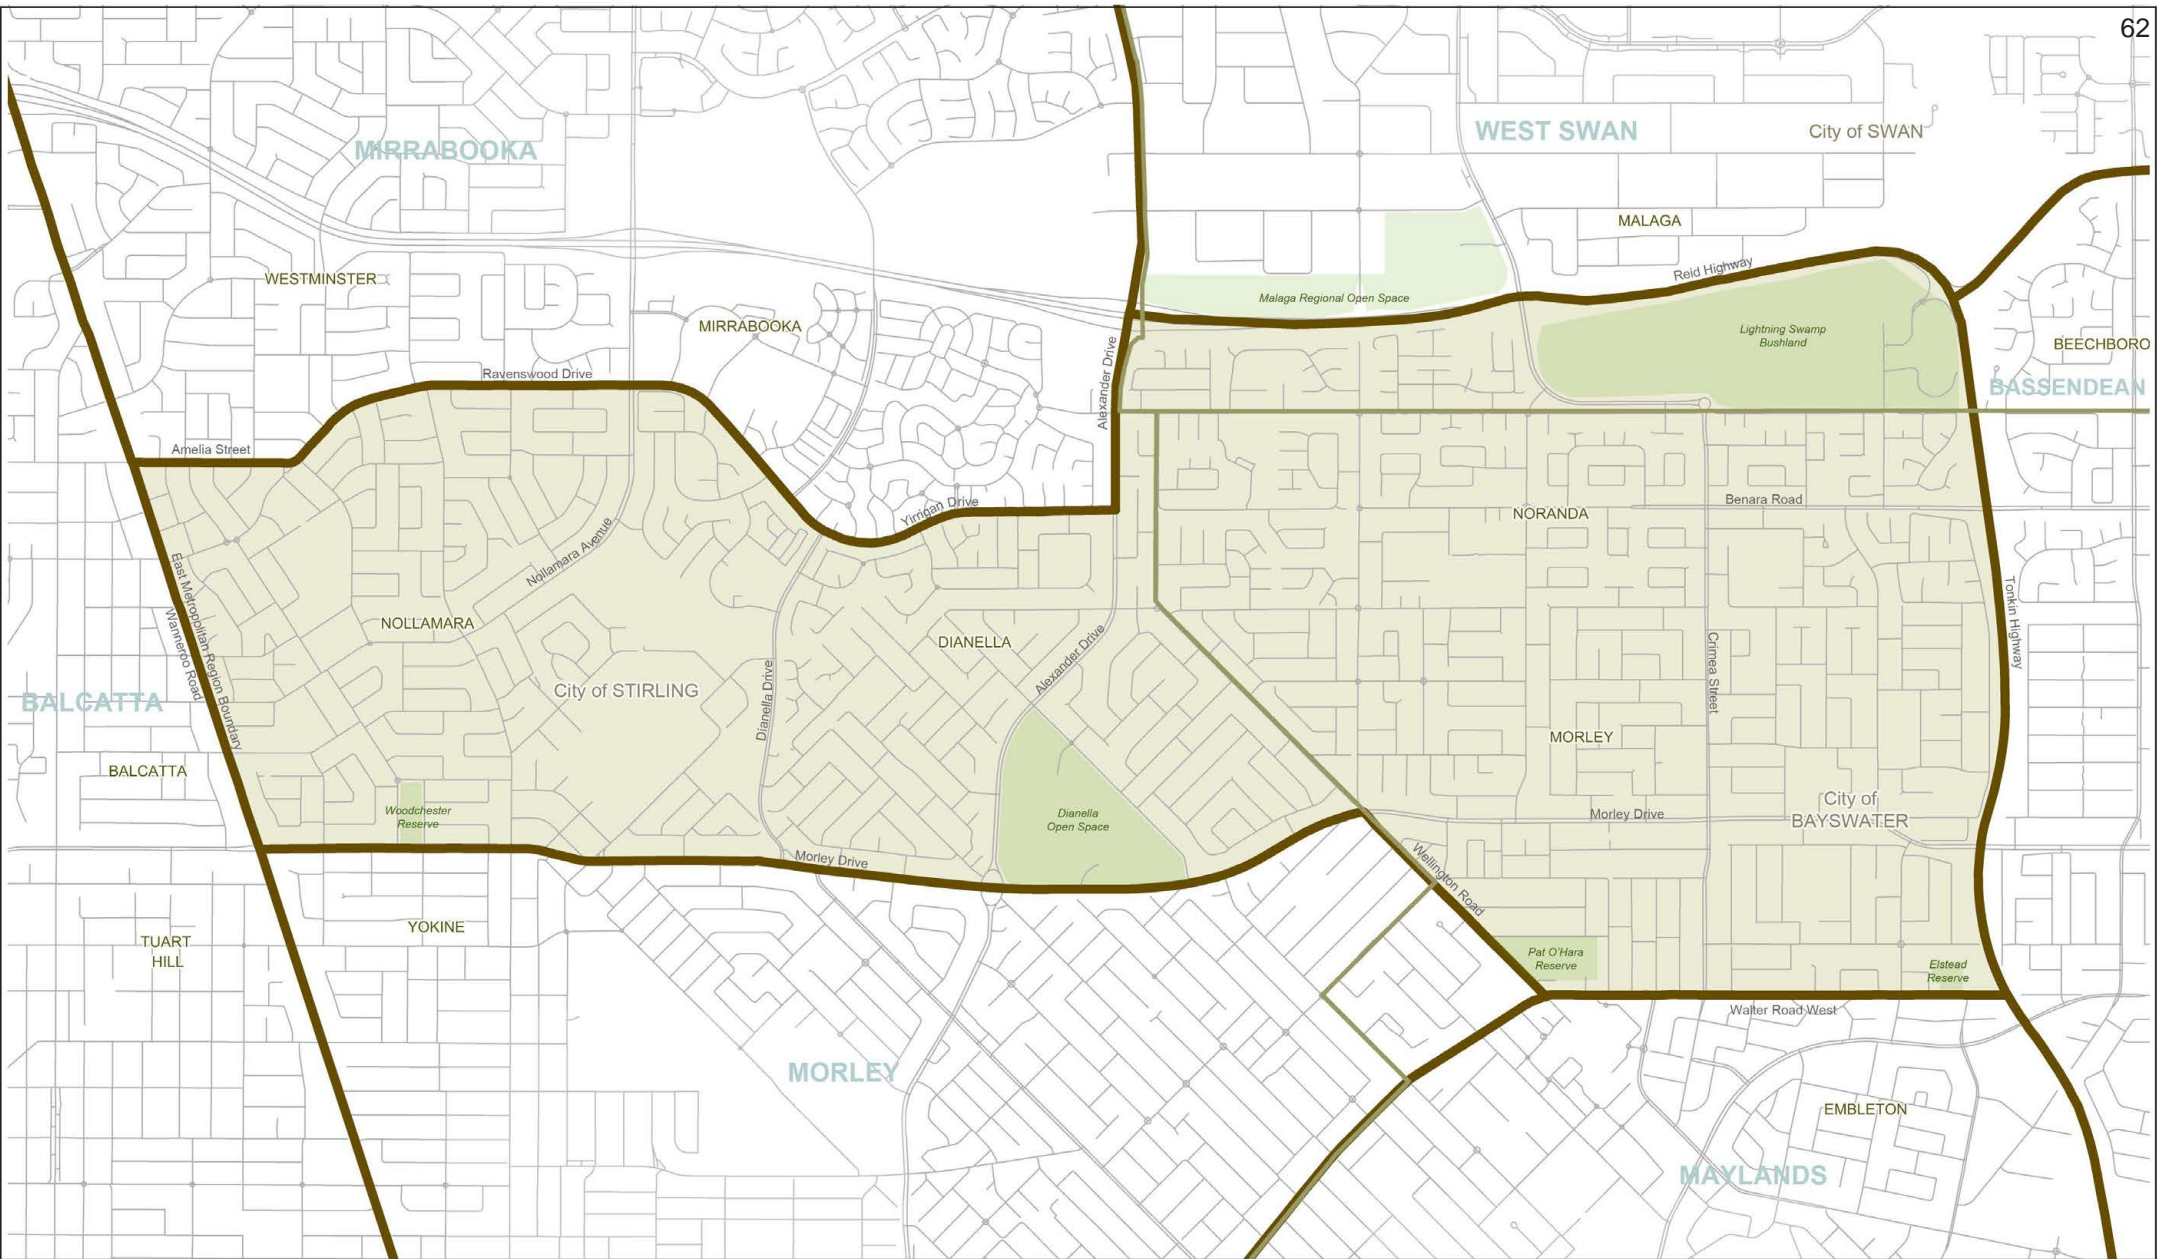 62
WEST SWAN
City of SWAN
MIRRABOOKA
MALAGA
Reid Highway
WESTMINSTER
Malaga Regional Open Space
MIRRABOOKA
Lightning Swamp
Bushland
BEECHBORO
Alexander Drive
Ravenswood Drive
BASSENDEAN
Amelia Street
Yirrigan Drive
Benara Road
NORANDA
Nollamara Avenue
East Metropolitan Region Boundary
Wanneroo Road
Tonkin Highway
NOLLAMARA
DIANELLA
Alexander Drive
Crimea Street
City of STIRLING
Dianella Drive
BALCATTA
MORLEY
BALCATTA
City of
BAYSWATER
Woodchester
Reserve
Dianella
Open Space
Morley Drive
Morley Drive
Wellington Road
YOKINE
TUART
HILL
Pat O'Hara
Reserve
Elstead
Reserve
Walter Road West
MORLEY
EMBLETON
MAYLANDS